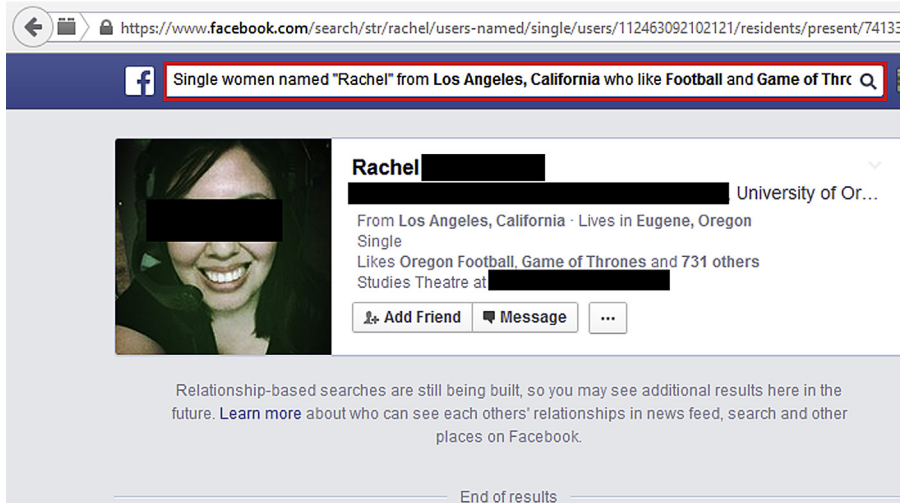 https://www.facebook.com/search/str/rachel/users-named/single/users/112463092102121/residents/present/7413
Single women named "Rachel" from Los Angeles, California who like Football and Game of Thrc
Rachel
, University of Or...
From Los Angeles, California · Lives in Eugene, Oregon
Single
Likes Oregon Football, Game of Thrones and 731 others
Studies Theatre at
Add Friend
Message
...
Relationship-based searches are still being built, so you may see additional results here in the
future. Learn more about who can see each others' relationships in news feed, search and other
places on Facebook.
End of results